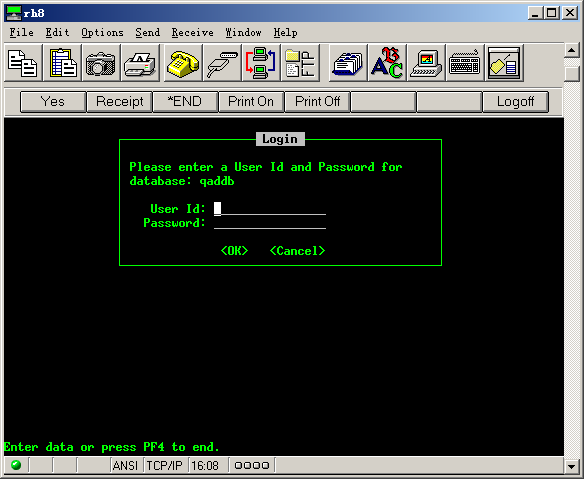 rh8
File Edit Options Send Receive Window Help
FTP
ABC
Yes Receipt *END Print On Print Off Logoff
Login
Please enter a User Id and Password for
database: qaddb
User Id:
Password:
<OK> <Cancel>
Enter data or press PF4 to end.
ANSI TCP/IP 16:08